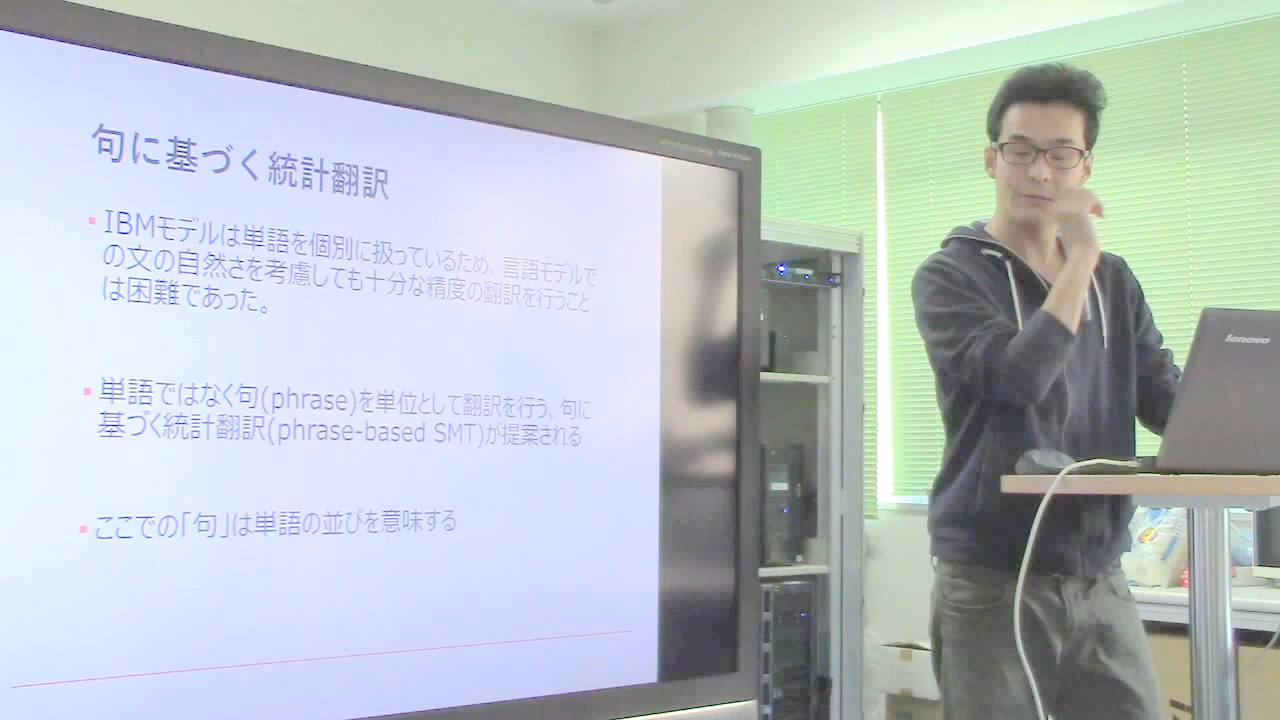 句に基づく統計翻訳
IBMモデルは単語を個別に扱っているため、言語モデルで
の文の自然さを考慮しても十分な精度の翻訳を行うこと
は困難であった。
単語ではなく句(phrase)を単位として翻訳を行う、句に
基づく統計翻訳(phrase-based SMT)が提案される
ここでの「句」は単語の並びを意味する
lenovo